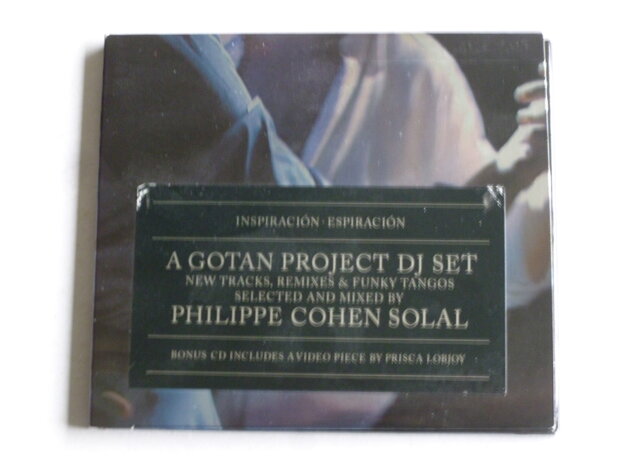 INSPIRACIÓN · ESPIRACIÓN
A GOTAN PROJECT DJ SET
NEW TRACKS, REMIXES & FUNKY TANGOS
SELECTED AND MIXED BY
PHILIPPE COHEN SOLAL
BONUS CD INCLUDES A VIDEO PIECE BY PRISCA LOBJOY